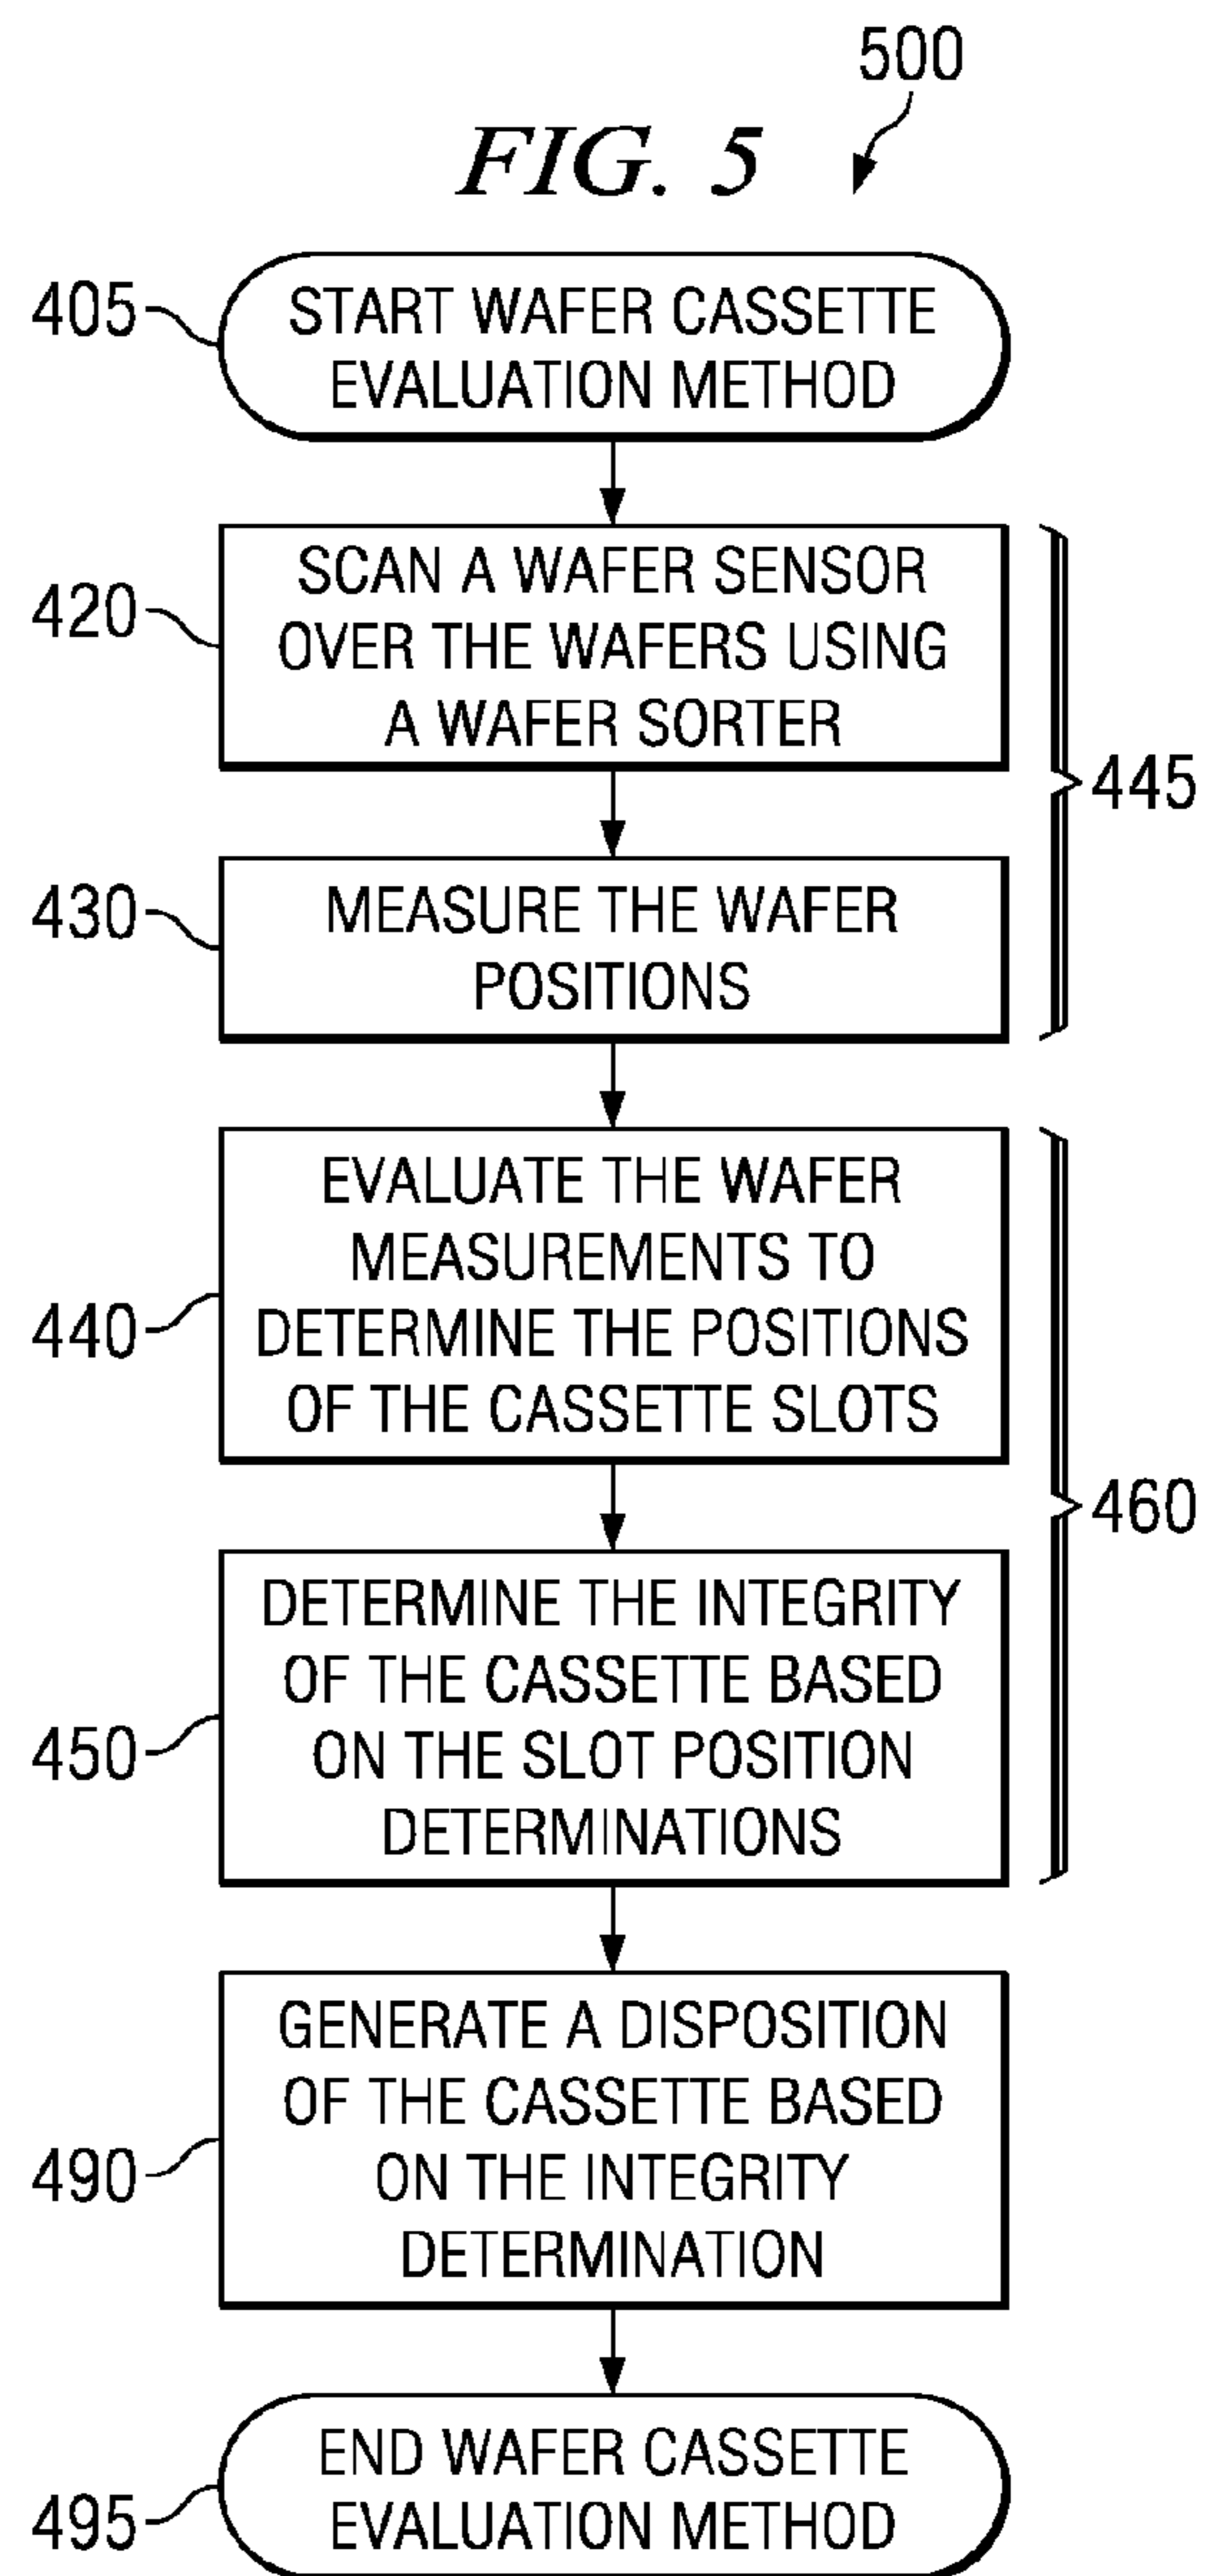 500
FIG. 5
405
START WAFER CASSETTE
EVALUATION METHOD
420
SCAN A WAFER SENSOR
OVER THE WAFERS USING
A WAFER SORTER
445
430
MEASURE THE WAFER
POSITIONS
440
EVALUATE THE WAFER
MEASUREMENTS TO
DETERMINE THE POSITIONS
OF THE CASSETTE SLOTS
460
450
DETERMINE THE INTEGRITY
OF THE CASSETTE BASED
ON THE SLOT POSITION
DETERMINATIONS
490
GENERATE A DISPOSITION
OF THE CASSETTE BASED
ON THE INTEGRITY
DETERMINATION
495
END WAFER CASSETTE
EVALUATION METHOD